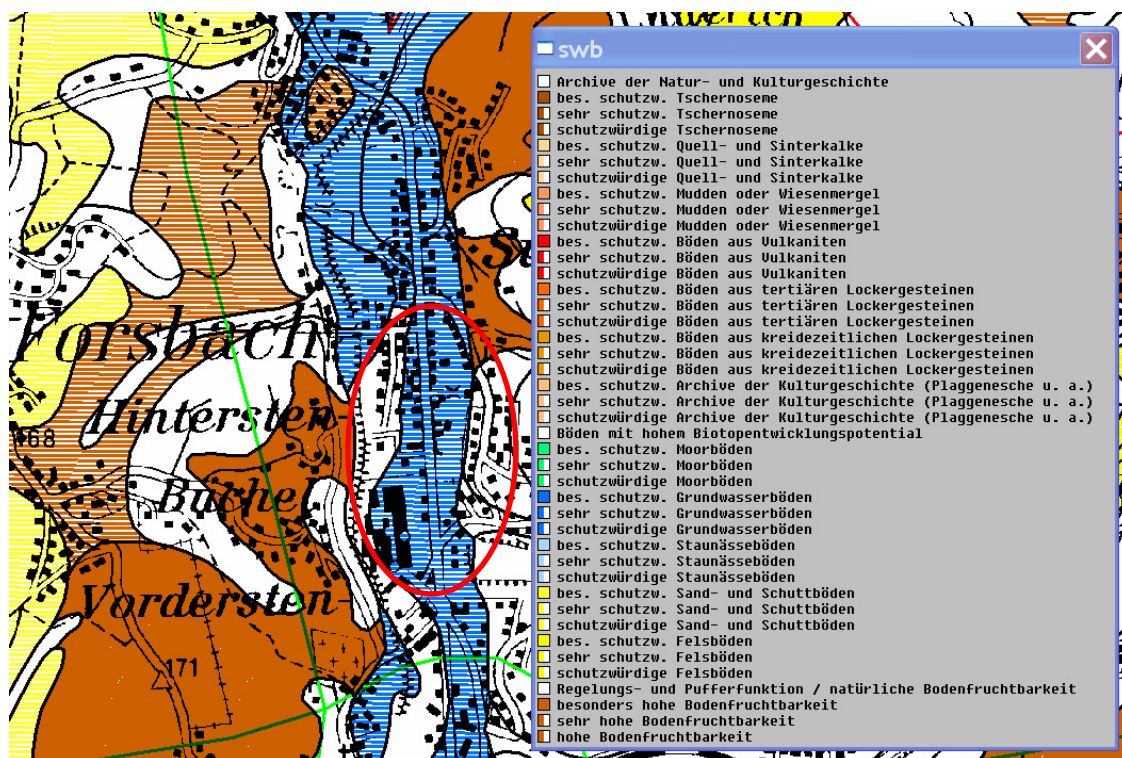 swb
Archive der Natur- und Kulturgeschichte
bes. schutzw. Tschernoseme
sehr schutzw. Tschernoseme
schutzwürdige Tschernoseme
bes. schutzw. Quell- und Sinterkalke
sehr schutzw. Quell- und Sinterkalke
schutzwürdige Quell- und Sinterkalke
bes. schutzw. Mudden oder Wiesenmergel
sehr schutzw. Mudden oder Wiesenmergel
schutzwürdige Mudden oder Wiesenmergel
bes. schutzw. Böden aus Vulkaniten
sehr schutzw. Böden aus Vulkaniten
schutzwürdige Böden aus Vulkaniten
bes. schutzw. Böden aus tertiären Lockergesteinen
sehr schutzw. Böden aus tertiären Lockergesteinen
schutzwürdige Böden aus tertiären Lockergesteinen
bes. schutzw. Böden aus kreidezeitlichen Lockergesteinen
sehr schutzw. Böden aus kreidezeitlichen Lockergesteinen
schutzwürdige Böden aus kreidezeitlichen Lockergesteinen
bes. schutzw. Archive der Kulturgeschichte (Plaggenesche u. a.)
sehr schutzw. Archive der Kulturgeschichte (Plaggenesche u. a.)
schutzwürdige Archive der Kulturgeschichte (Plaggenesche u. a.)
Böden mit hohem Biotopentwicklungspotential
bes. schutzw. Moorböden
sehr schutzw. Moorböden
schutzwürdige Moorböden
bes. schutzw. Grundwasserböden
sehr schutzw. Grundwasserböden
schutzwürdige Grundwasserböden
bes. schutzw. Staunässeböden
sehr schutzw. Staunässeböden
schutzwürdige Staunässeböden
bes. schutzw. Sand- und Schuttböden
sehr schutzw. Sand- und Schuttböden
schutzwürdige Sand- und Schuttböden
bes. schutzw. Felsböden
sehr schutzw. Felsböden
schutzwürdige Felsböden
Regelungs- und Pufferfunktion / natürliche Bodenfruchtbarkeit
besonders hohe Bodenfruchtbarkeit
sehr hohe Bodenfruchtbarkeit
hohe Bodenfruchtbarkeit
Forsbach
Hintersten-
168
Büchel
Vordersten-
171